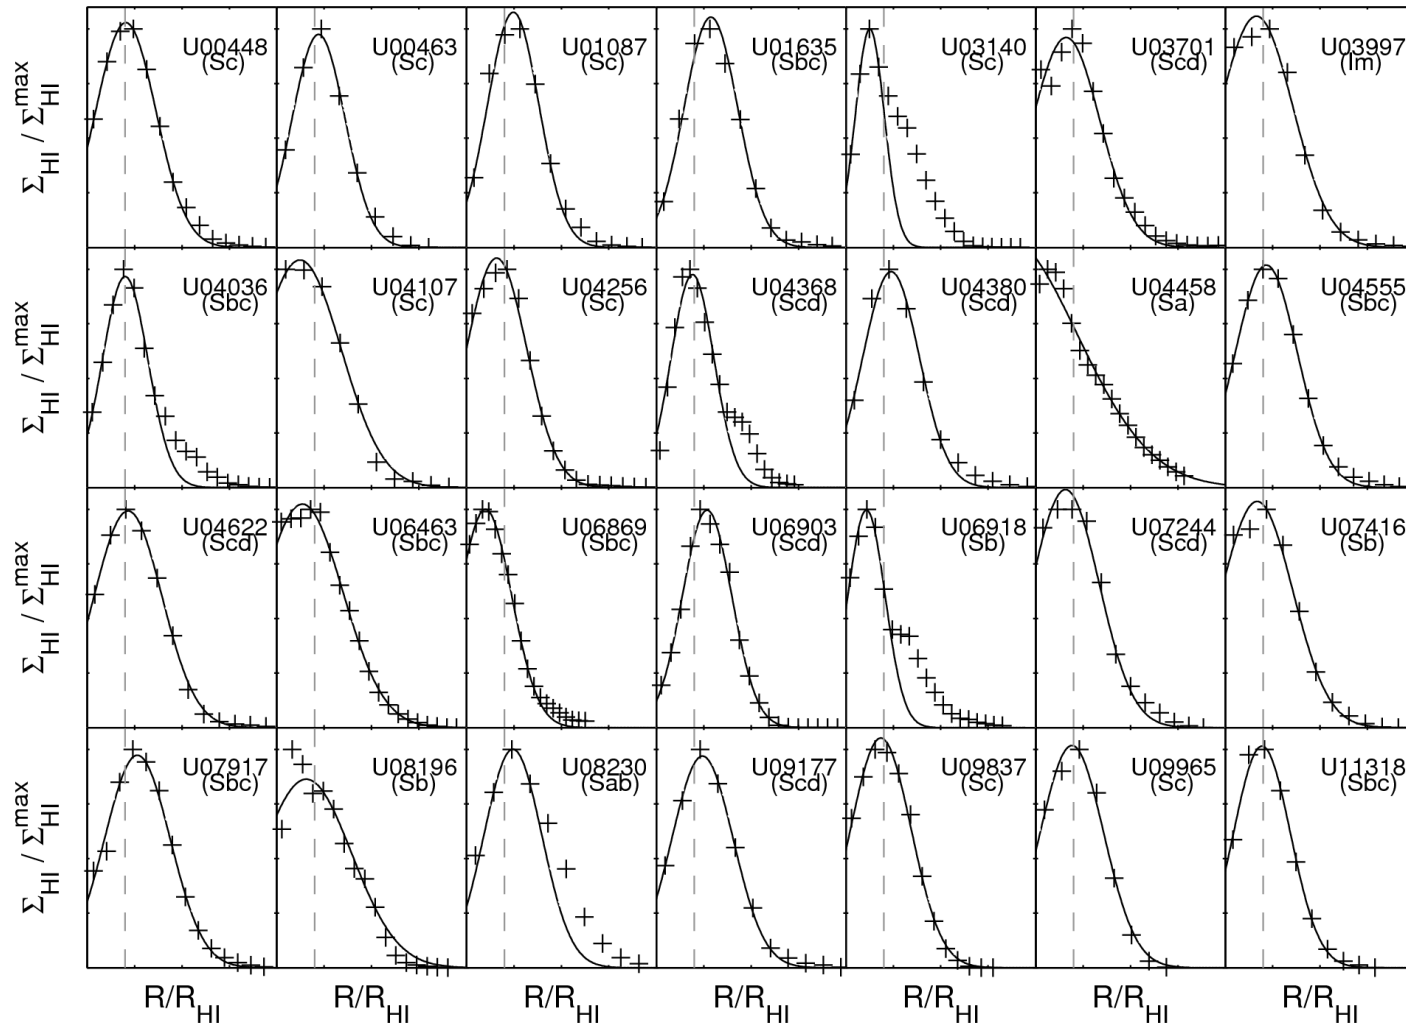 Σ_HI / Σ_HI^max
U00448
(Sc)
U00463
(Sc)
U01087
(Sc)
U01635
(Sbc)
U03140
(Sc)
U03701
(Scd)
U03997
(Im)
Σ_HI / Σ_HI^max
U04036
(Sbc)
U04107
(Sc)
U04256
(Sc)
U04368
(Scd)
U04380
(Scd)
U04458
(Sa)
U04555
(Sbc)
Σ_HI / Σ_HI^max
U04622
(Scd)
U06463
(Sbc)
U06869
(Sbc)
U06903
(Scd)
U06918
(Sb)
U07244
(Scd)
U07416
(Sb)
Σ_HI / Σ_HI^max
U07917
(Sbc)
U08196
(Sb)
U08230
(Sab)
U09177
(Scd)
U09837
(Sc)
U09965
(Sc)
U11318
(Sbc)
R/R_HI
R/R_HI
R/R_HI
R/R_HI
R/R_HI
R/R_HI
R/R_HI